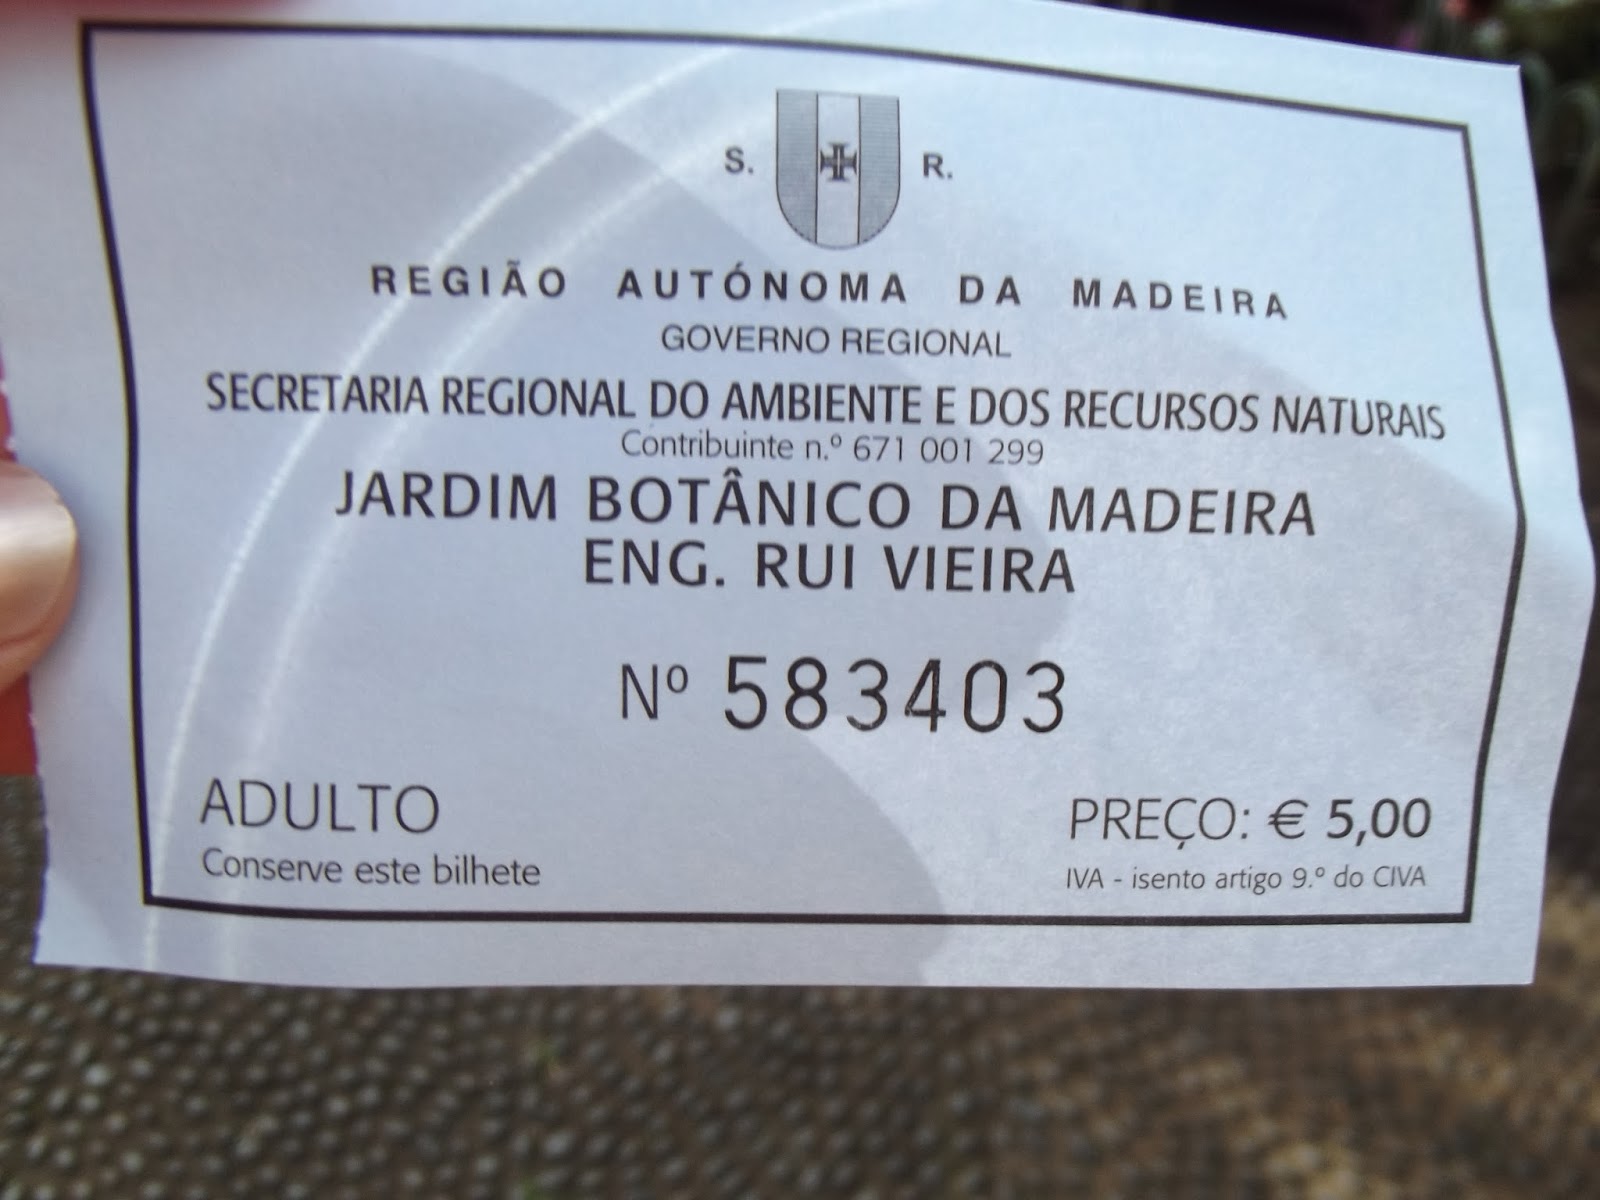 S. R.
REGIÃO AUTÓNOMA DA MADEIRA
GOVERNO REGIONAL
SECRETARIA REGIONAL DO AMBIENTE E DOS RECURSOS NATURAIS
Contribuinte n.º 671 001 299
JARDIM BOTÂNICO DA MADEIRA
ENG. RUI VIEIRA
Nº 583403
ADULTO
Conserve este bilhete
PREÇO: € 5,00
IVA - isento artigo 9.º do CIVA